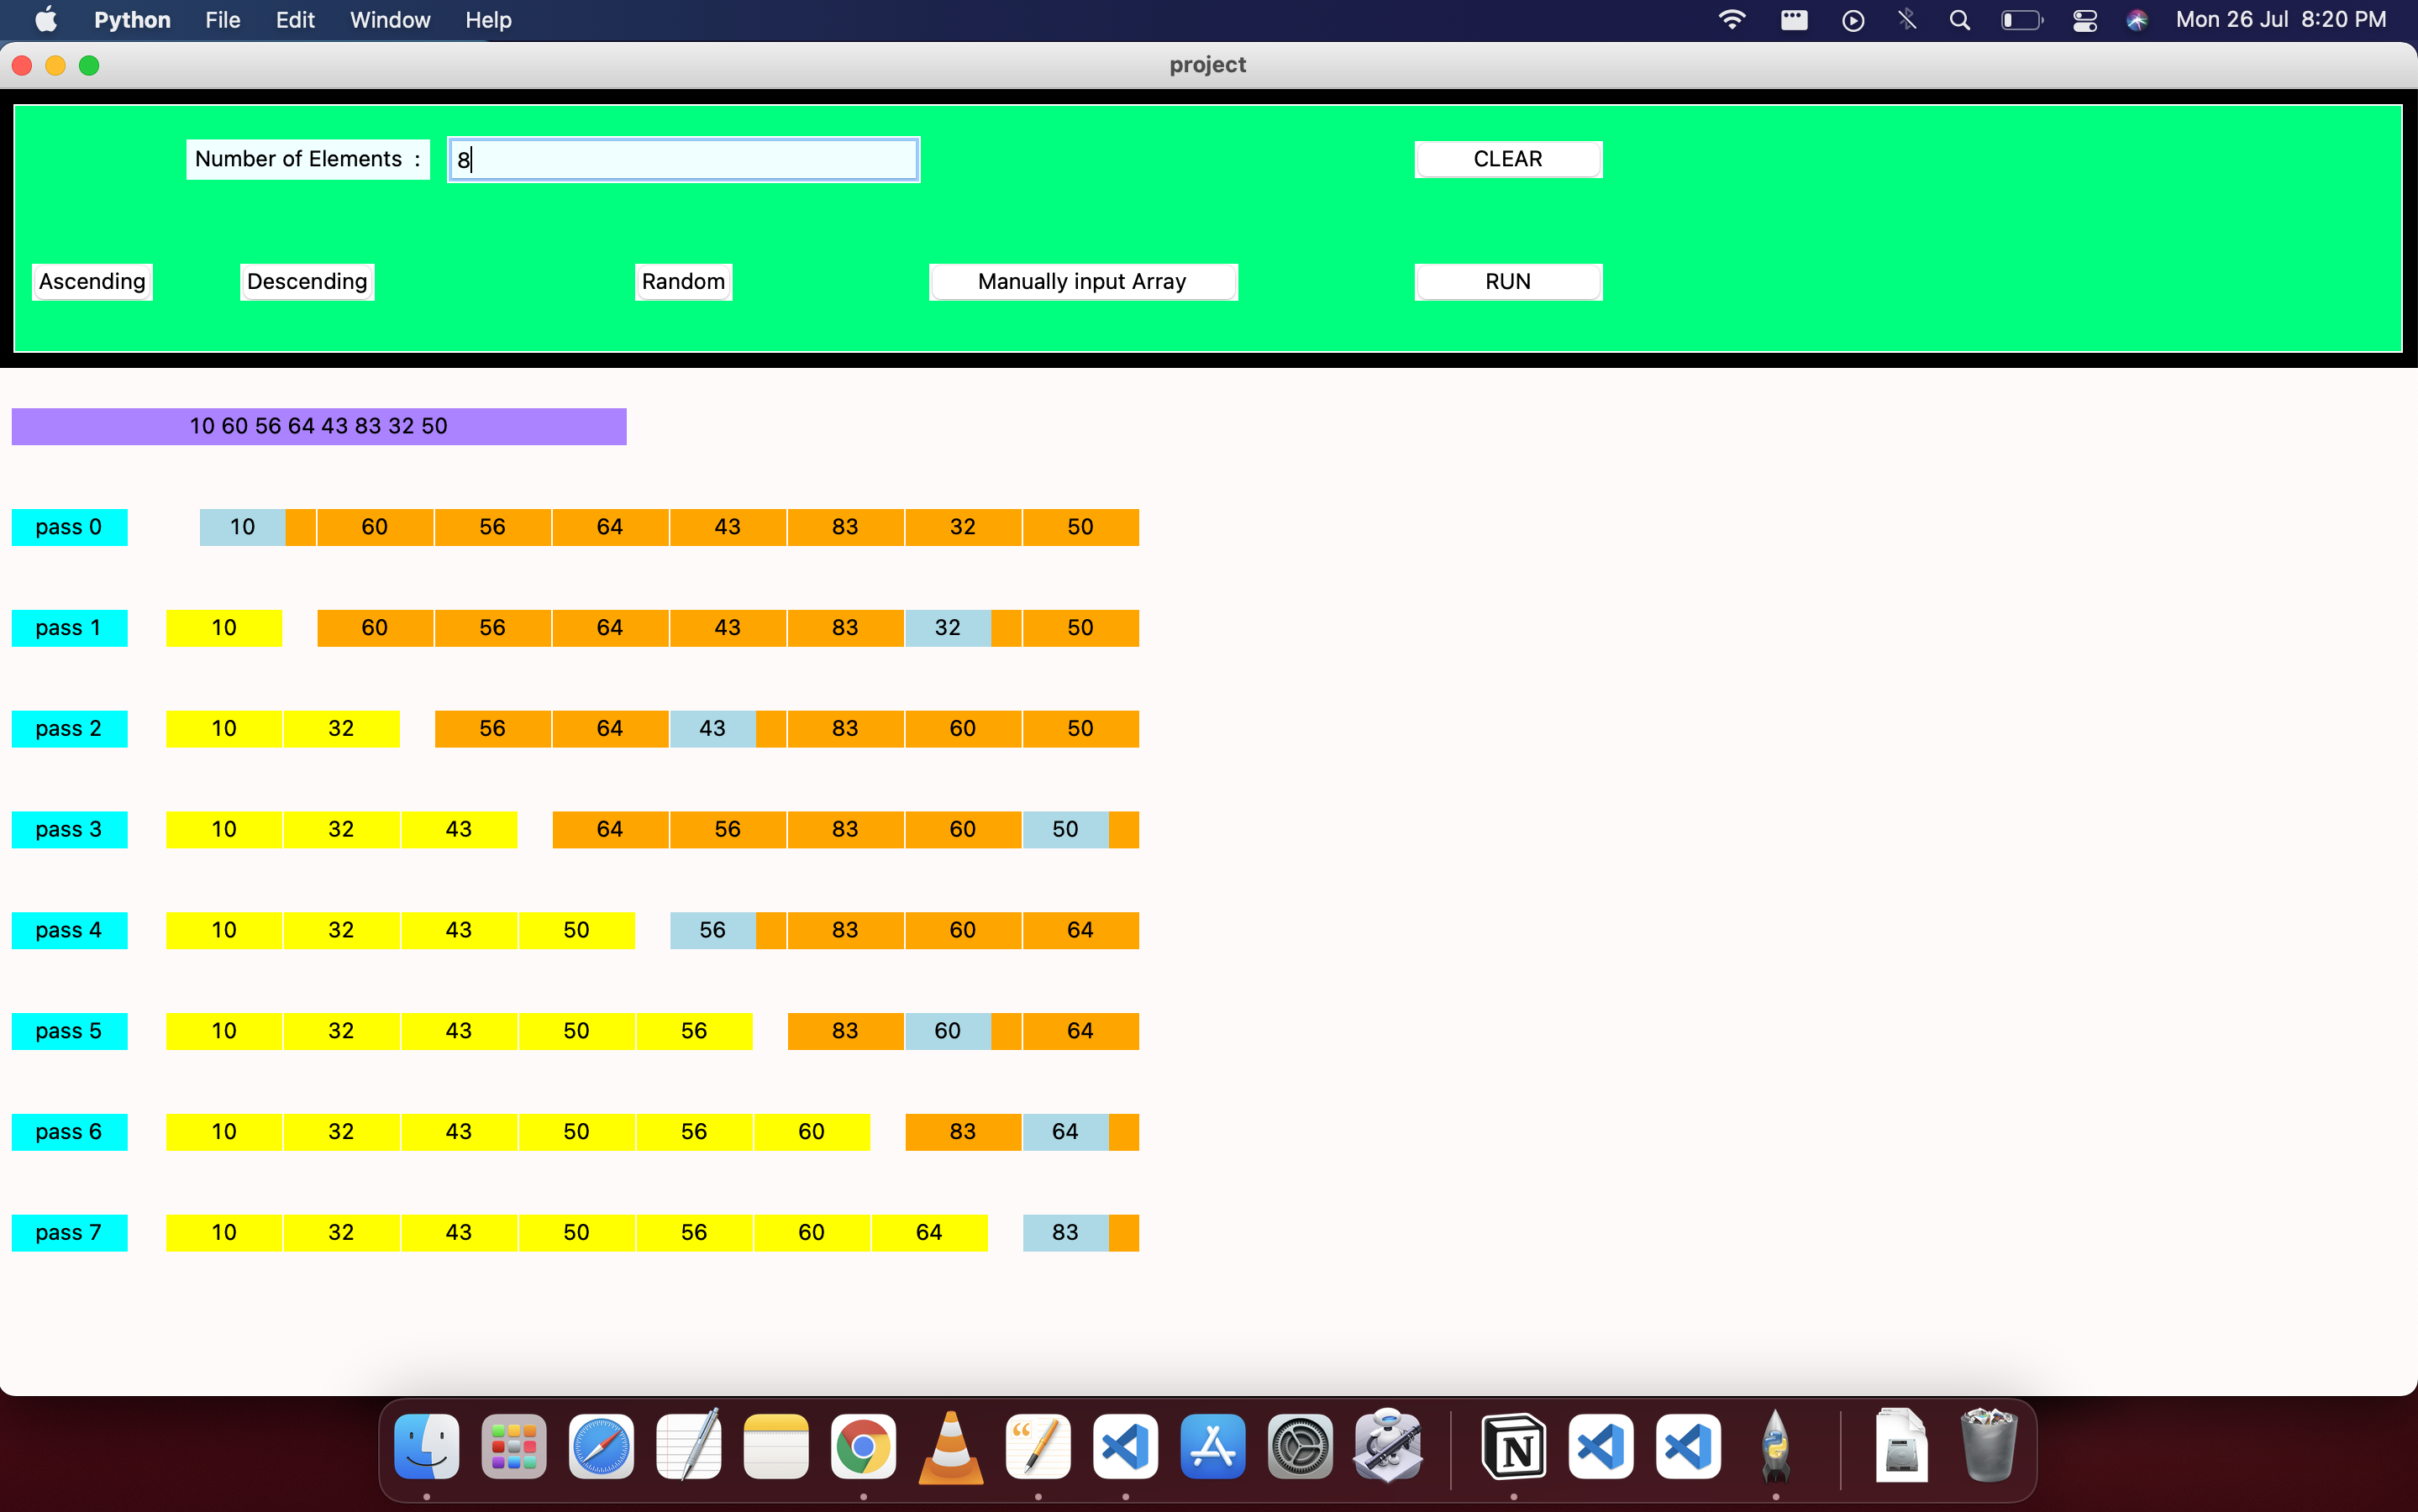 Python File Edit Window Help Mon 26 Jul 8:20 PM
project
Number of Elements : 8 CLEAR
Ascending Descending Random Manually input Array RUN
10 60 56 64 43 83 32 50
pass 0 10 60 56 64 43 83 32 50
pass 1 10 60 56 64 43 83 32 50
pass 2 10 32 56 64 43 83 60 50
pass 3 10 32 43 64 56 83 60 50
pass 4 10 32 43 50 56 83 60 64
pass 5 10 32 43 50 56 83 60 64
pass 6 10 32 43 50 56 60 83 64
pass 7 10 32 43 50 56 60 64 83